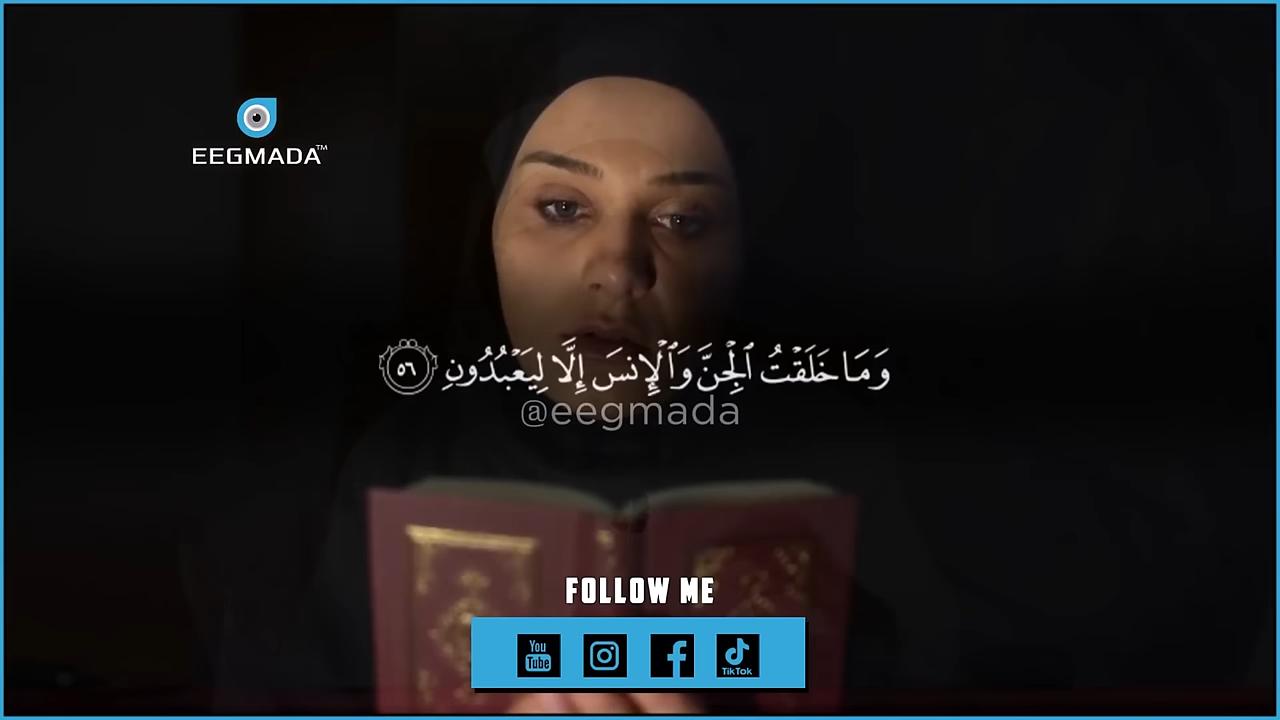 EEGMADA™
وَمَا خَلَقْتُ ٱلْجِنَّ وَٱلْإِنسَ إِلَّا لِيَعْبُدُونِ ٥٦
@eegmada
FOLLOW ME
You Tube
TikTok